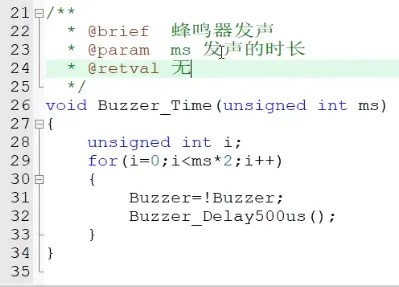 21 /**
22 * @brief 蜂鸣器发声
23 * @param ms 发声的时长
24 * @retval 无
25 */
26 void Buzzer_Time(unsigned int ms)
27 {
28 unsigned int i;
29 for(i=0;i<ms*2;i++)
30 {
31 Buzzer=!Buzzer;
32 Buzzer_Delay500us();
33 }
34 }
35